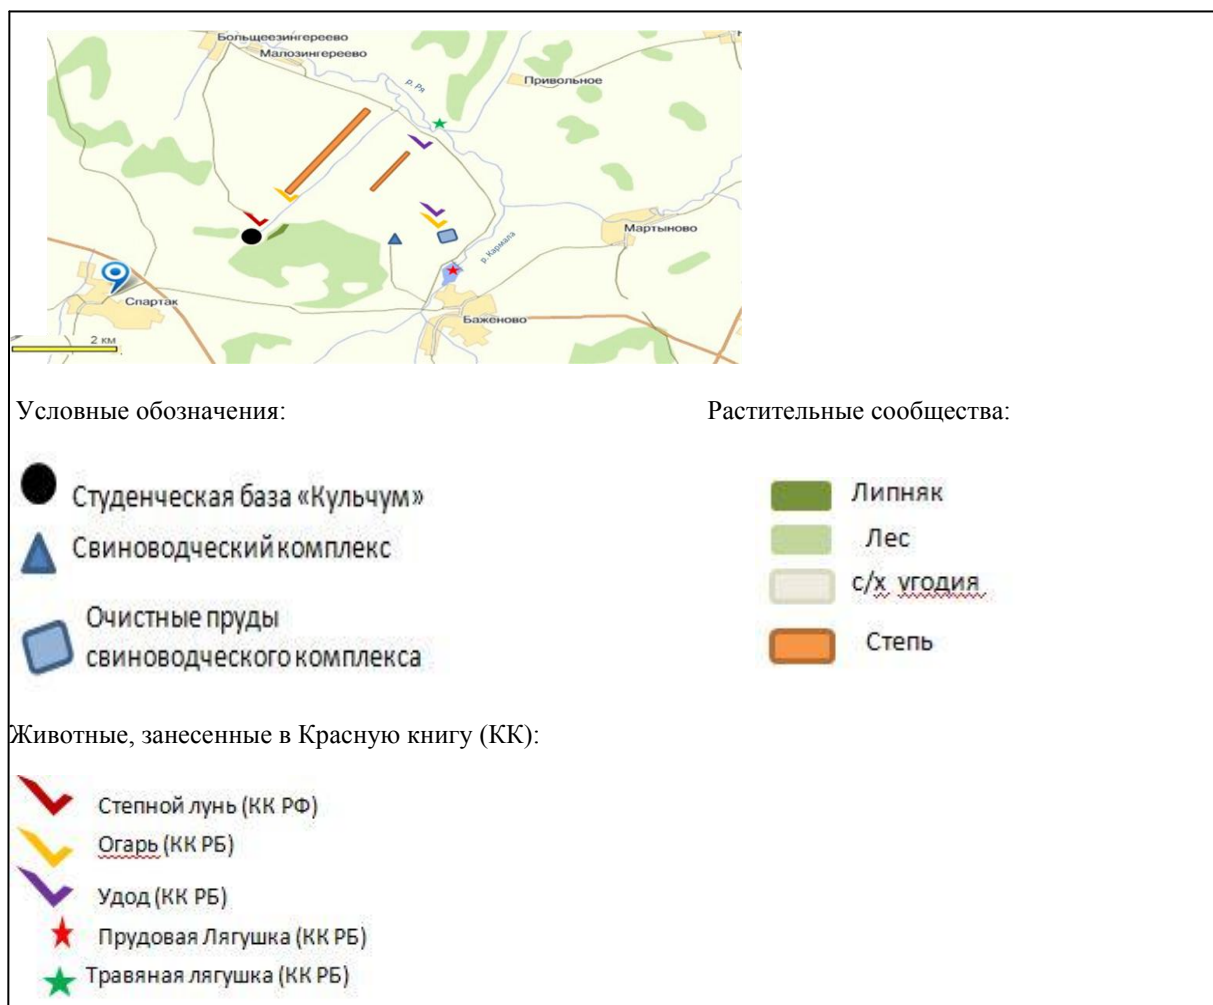 Большеезингереево
Малозингереево
р. Ря
Привольное
Мартыново
р. Кармала
Спартак
Баженово
2 км
Условные обозначения:
Растительные сообщества:
Студенческая база «Кульчум»
Свиноводческий комплекс
Очистные пруды
свиноводческого комплекса
Липняк
Лес
с/х угодия
Степь
Животные, занесенные в Красную книгу (КК):
Степной лунь (КК РФ)
Огарь (КК РБ)
Удод (КК РБ)
Прудовая Лягушка (КК РБ)
Травяная лягушка (КК РБ)